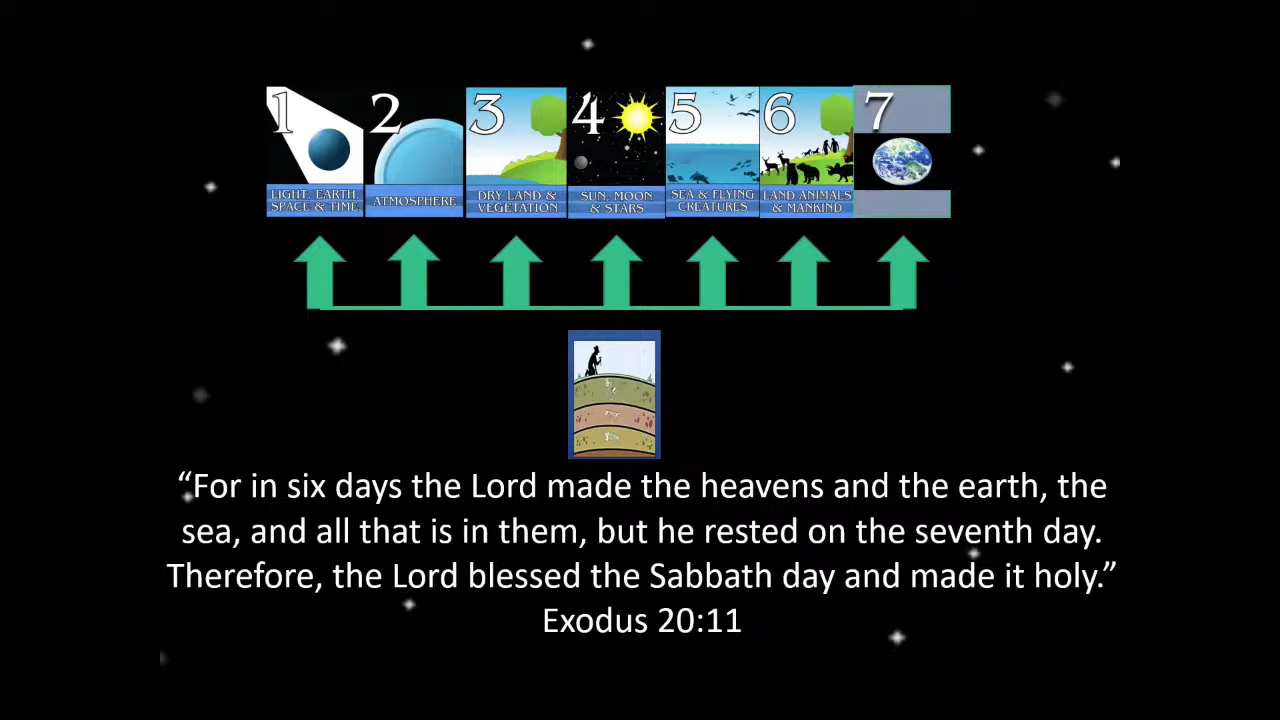 1 2 3 4 5 6 7
LIGHT, EARTH, SPACE & TIME.
ATMOSPHERE
DRY LAND & VEGETATION
SUN, MOON & STARS
SEA & FLYING CREATURES
LAND ANIMALS & MANKIND
“For in six days the Lord made the heavens and the earth, the
sea, and all that is in them, but he rested on the seventh day.
Therefore, the Lord blessed the Sabbath day and made it holy.”
Exodus 20:11